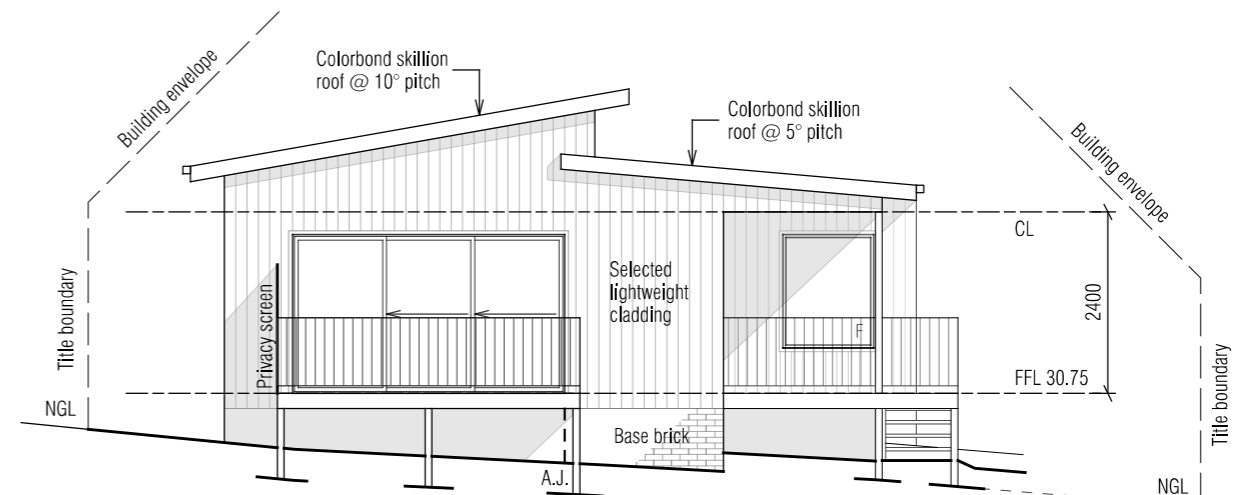 Building envelope
Colorbond skillion
roof @ 10° pitch
Colorbond skillion
roof @ 5° pitch
Building envelope
CL
Selected
lightweight
cladding
2400
F
Privacy screen
Title boundary
FFL 30.75
NGL
Base brick
Title boundary
A.J.
NGL